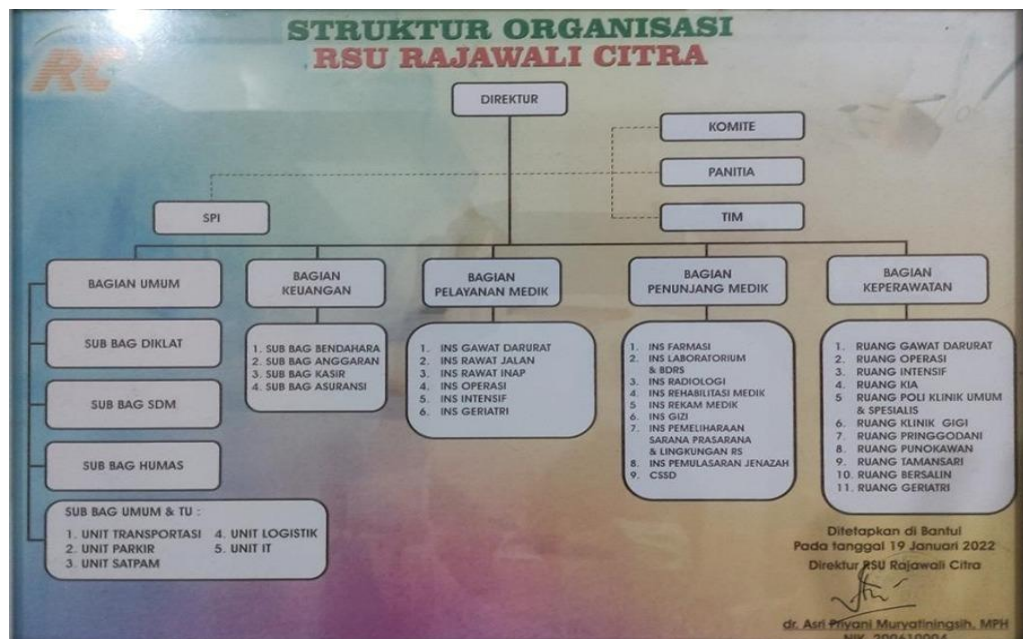 STRUKTUR ORGANISASI
RSU RAJAWALI CITRA
RC
DIREKTUR
KOMITE
PANITIA
TIM
SPI
BAGIAN UMUM
SUB BAG DIKLAT
SUB BAG SDM
SUB BAG HUMAS
SUB BAG UMUM & TU :
1. UNIT TRANSPORTASI
2. UNIT PARKIR
3. UNIT SATPAM
4. UNIT LOGISTIK
5. UNIT IT
BAGIAN
KEUANGAN
1. SUB BAG BENDAHARA
2. SUB BAG ANGGARAN
3. SUB BAG KASIR
4. SUB BAG ASURANSI
BAGIAN
PELAYANAN MEDIK
1. INS GAWAT DARURAT
2. INS RAWAT JALAN
3. INS RAWAT INAP
4. INS OPERASI
5. INS INTENSIF
6. INS GERIATRI
BAGIAN
PENUNJANG MEDIK
1. INS FARMASI
2. INS LABORATORIUM
& BDRS
3. INS RADIOLOGI
4. INS REHABILITASI MEDIK
5 INS REKAM MEDIK
6. INS GIZI
7. INS PEMELIHARAAN
SARANA PRASARANA
& LINGKUNGAN RS
8. INS PEMULASARAN JENAZAH
9. CSSD
BAGIAN
KEPERAWATAN
1. RUANG GAWAT DARURAT
2. RUANG OPERASI
3. RUANG INTENSIF
4. RUANG KIA
5 RUANG POLI KLINIK UMUM
& SPESIALIS
6. RUANG KLINIK GIGI
7. RUANG PRINGGODANI
8. RUANG PUNOKAWAN
9. RUANG TAMANSARI
10. RUANG BERSALIN
11. RUANG GERIATRI
Ditetapkan di Bantul
Pada tanggal 19 Januari 2022
Direktur RSU Rajawali Citra
dr. Asri Priyani Muryatiningsih, MPH
NIK. 200610004